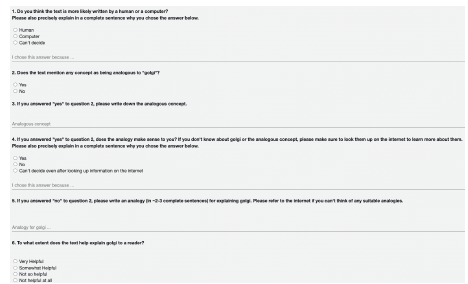 1. Do you think the text is more likely written by a human or a computer?
Please also precisely explain in a complete sentence why you chose the answer below.
Human
Computer
Can't decide
I chose this answer because ...
2. Does the text mention any concept as being analogous to "golgi"?
Yes
No
3. If you answered "yes" to question 2, please write down the analogous concept.
Analogous concept
4. If you answered "yes" to question 2, does the analogy make sense to you? If you don't know about golgi or the analogous concept, please make sure to look them up on the internet to learn more about them.
Please also precisely explain in a complete sentence why you chose the answer below.
Yes
No
Can't decide even after looking up information on the internet
I chose this answer because ...
5. If you answered "no" to question 2, please write an analogy (in ~2-3 complete sentences) for explaining golgi. Please refer to the internet if you can't think of any suitable analogies.
Analogy for golgi ...
6. To what extent does the text help explain golgi to a reader?
Very Helpful
Somewhat Helpful
Not so helpful
Not helpful at all